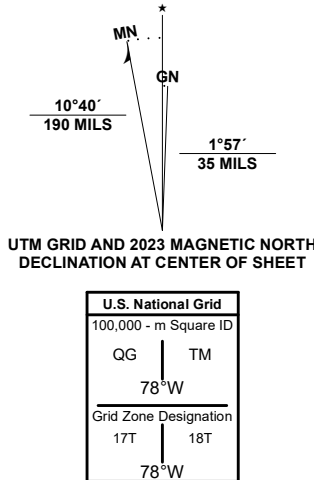 ★
MN
GN
10°40´
190 MILS
1°57´
35 MILS
UTM GRID AND 2023 MAGNETIC NORTH
DECLINATION AT CENTER OF SHEET
U.S. National Grid
100,000 - m Square ID
QG TM
78°W
Grid Zone Designation
17T 18T
78°W